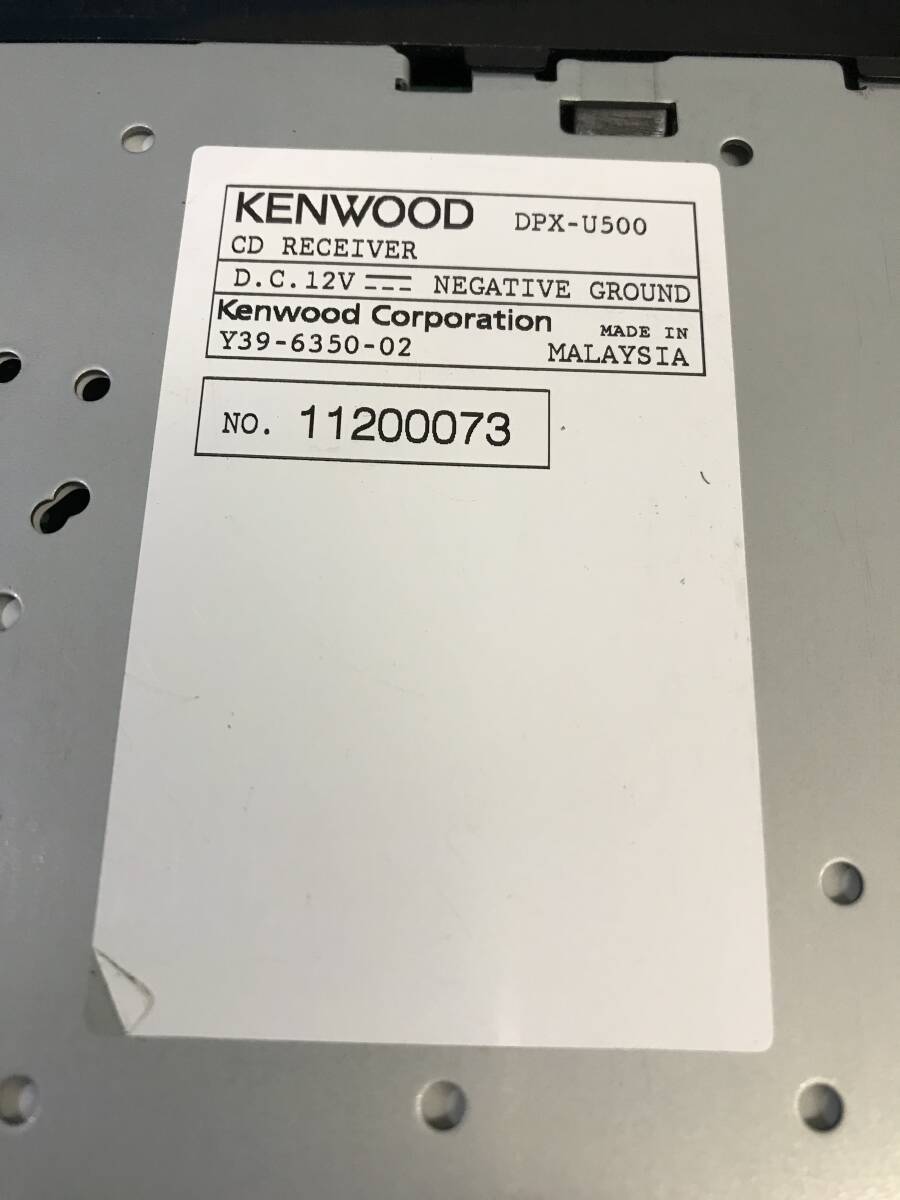 KENWOOD DPX-U500
CD RECEIVER
D.C.12V ⎓ NEGATIVE GROUND
Kenwood Corporation MADE IN
Y39-6350-02 MALAYSIA
NO. 11200073